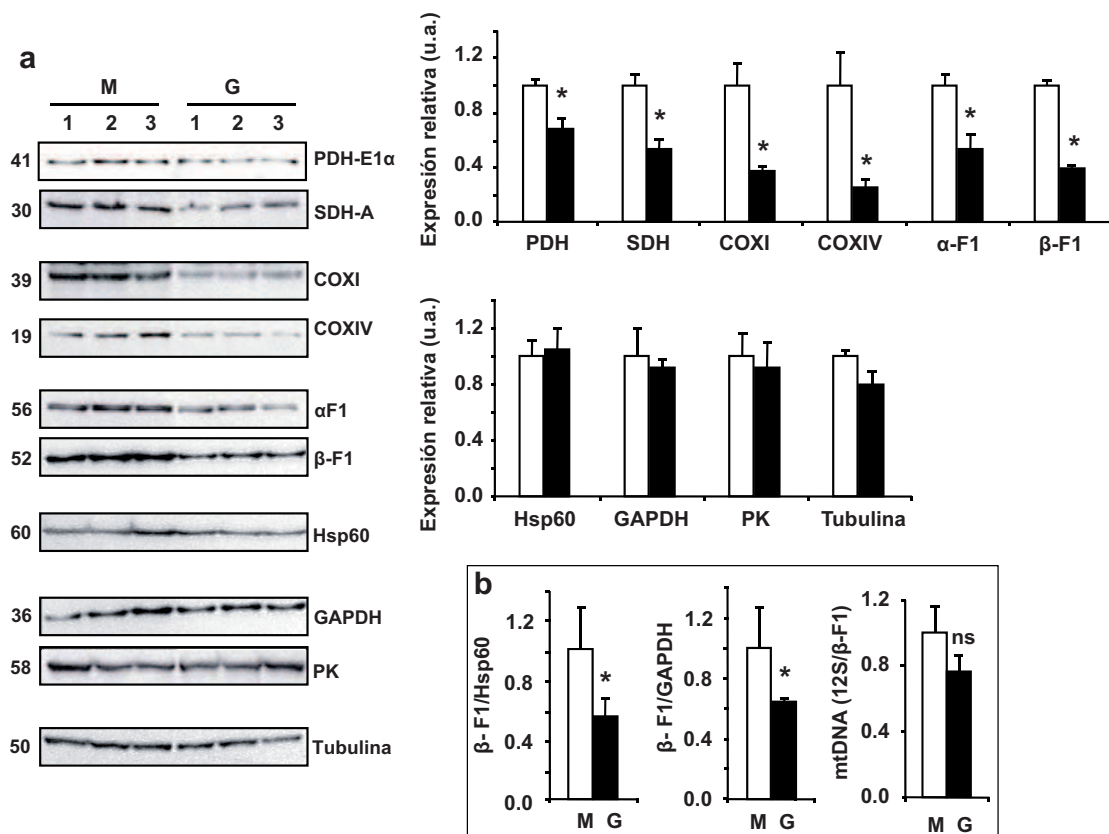 a
M G
1 2 3 1 2 3
41 PDH-E1α
30 SDH-A
39 COXI
19 COXIV
56 αF1
52 β-F1
60 Hsp60
36 GAPDH
58 PK
50 Tubulina
Expresión relativa (u.a.)
1.2
0.8
0.4
0.0
* * * * * *
PDH SDH COXI COXIV α-F1 β-F1
Expresión relativa (u.a.)
1.2
0.8
0.4
0.0
Hsp60 GAPDH PK Tubulina
b
β- F1/Hsp60
1.2
0.8
0.4
0.0
*
M G
β- F1/GAPDH
1.2
0.8
0.4
0.0
*
M G
mtDNA (12S/β-F1)
1.2
0.8
0.4
0.0
ns
M G